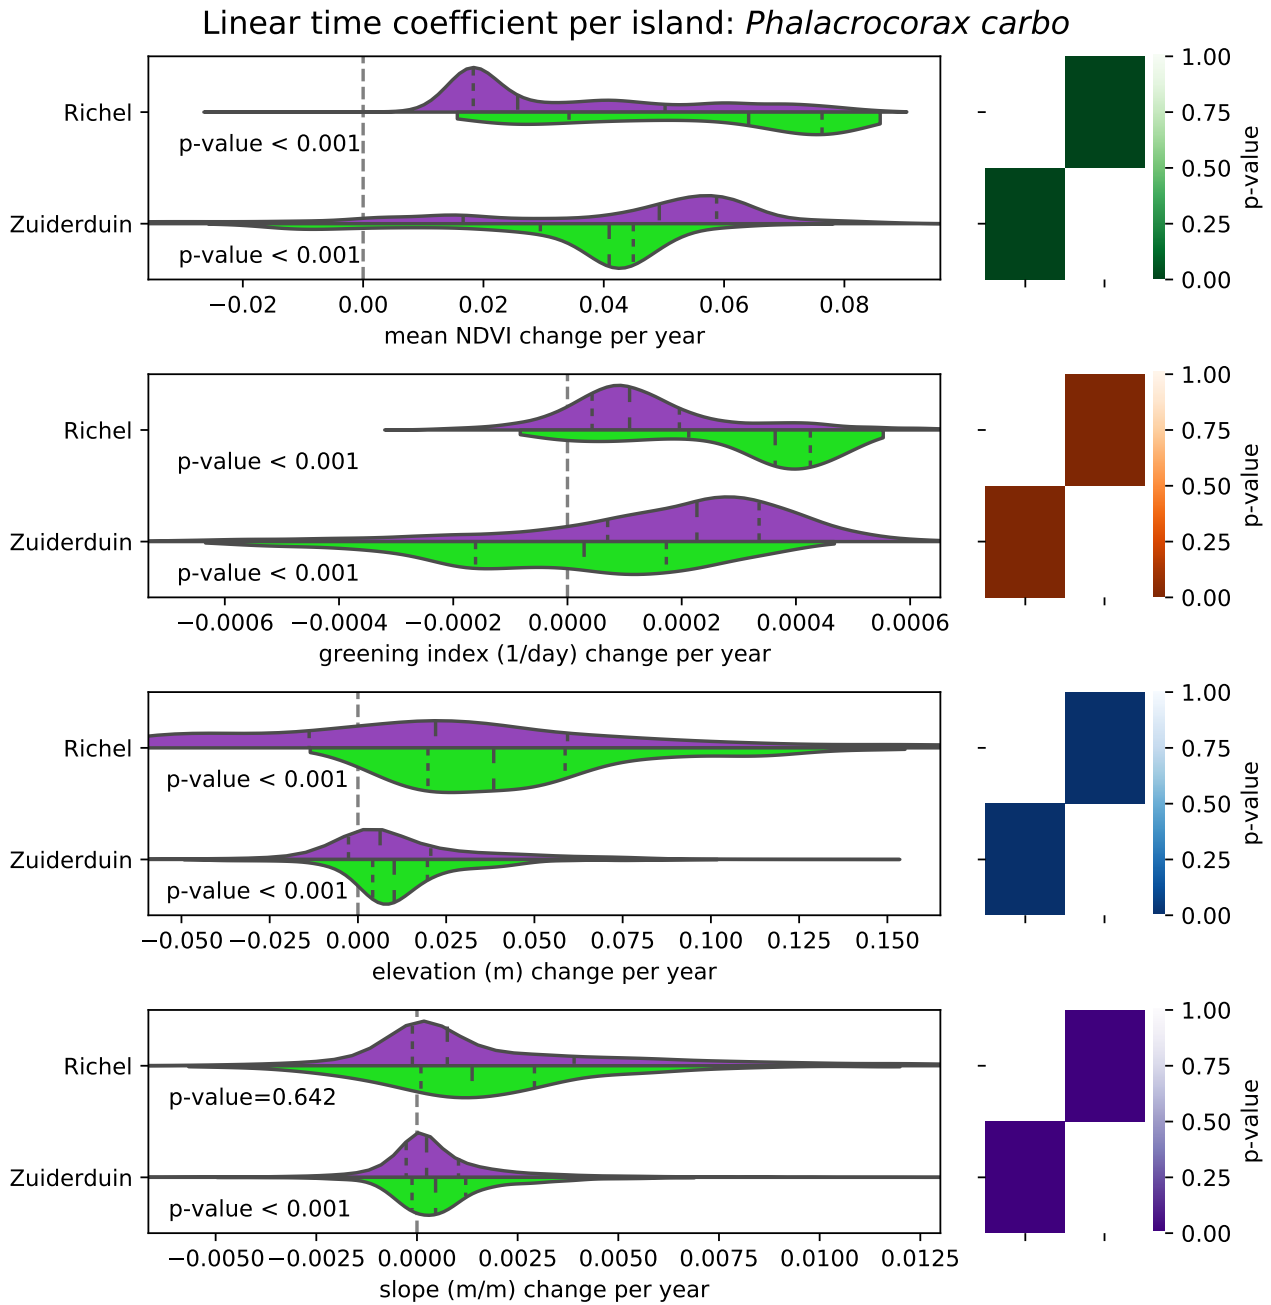 Linear time coefficient per island: Phalacrocorax carbo
Richel
p-value < 0.001
Zuiderduin
p-value < 0.001
−0.02 0.00 0.02 0.04 0.06 0.08
mean NDVI change per year
1.00
0.75
0.50
0.25
0.00
p-value
Richel
p-value < 0.001
Zuiderduin
p-value < 0.001
−0.0006 −0.0004 −0.0002 0.0000 0.0002 0.0004 0.0006
greening index (1/day) change per year
1.00
0.75
0.50
0.25
0.00
p-value
Richel
p-value < 0.001
Zuiderduin
p-value < 0.001
−0.050 −0.025 0.000 0.025 0.050 0.075 0.100 0.125 0.150
elevation (m) change per year
1.00
0.75
0.50
0.25
0.00
p-value
Richel
p-value=0.642
Zuiderduin
p-value < 0.001
−0.0050 −0.0025 0.0000 0.0025 0.0050 0.0075 0.0100 0.0125
slope (m/m) change per year
1.00
0.75
0.50
0.25
0.00
p-value